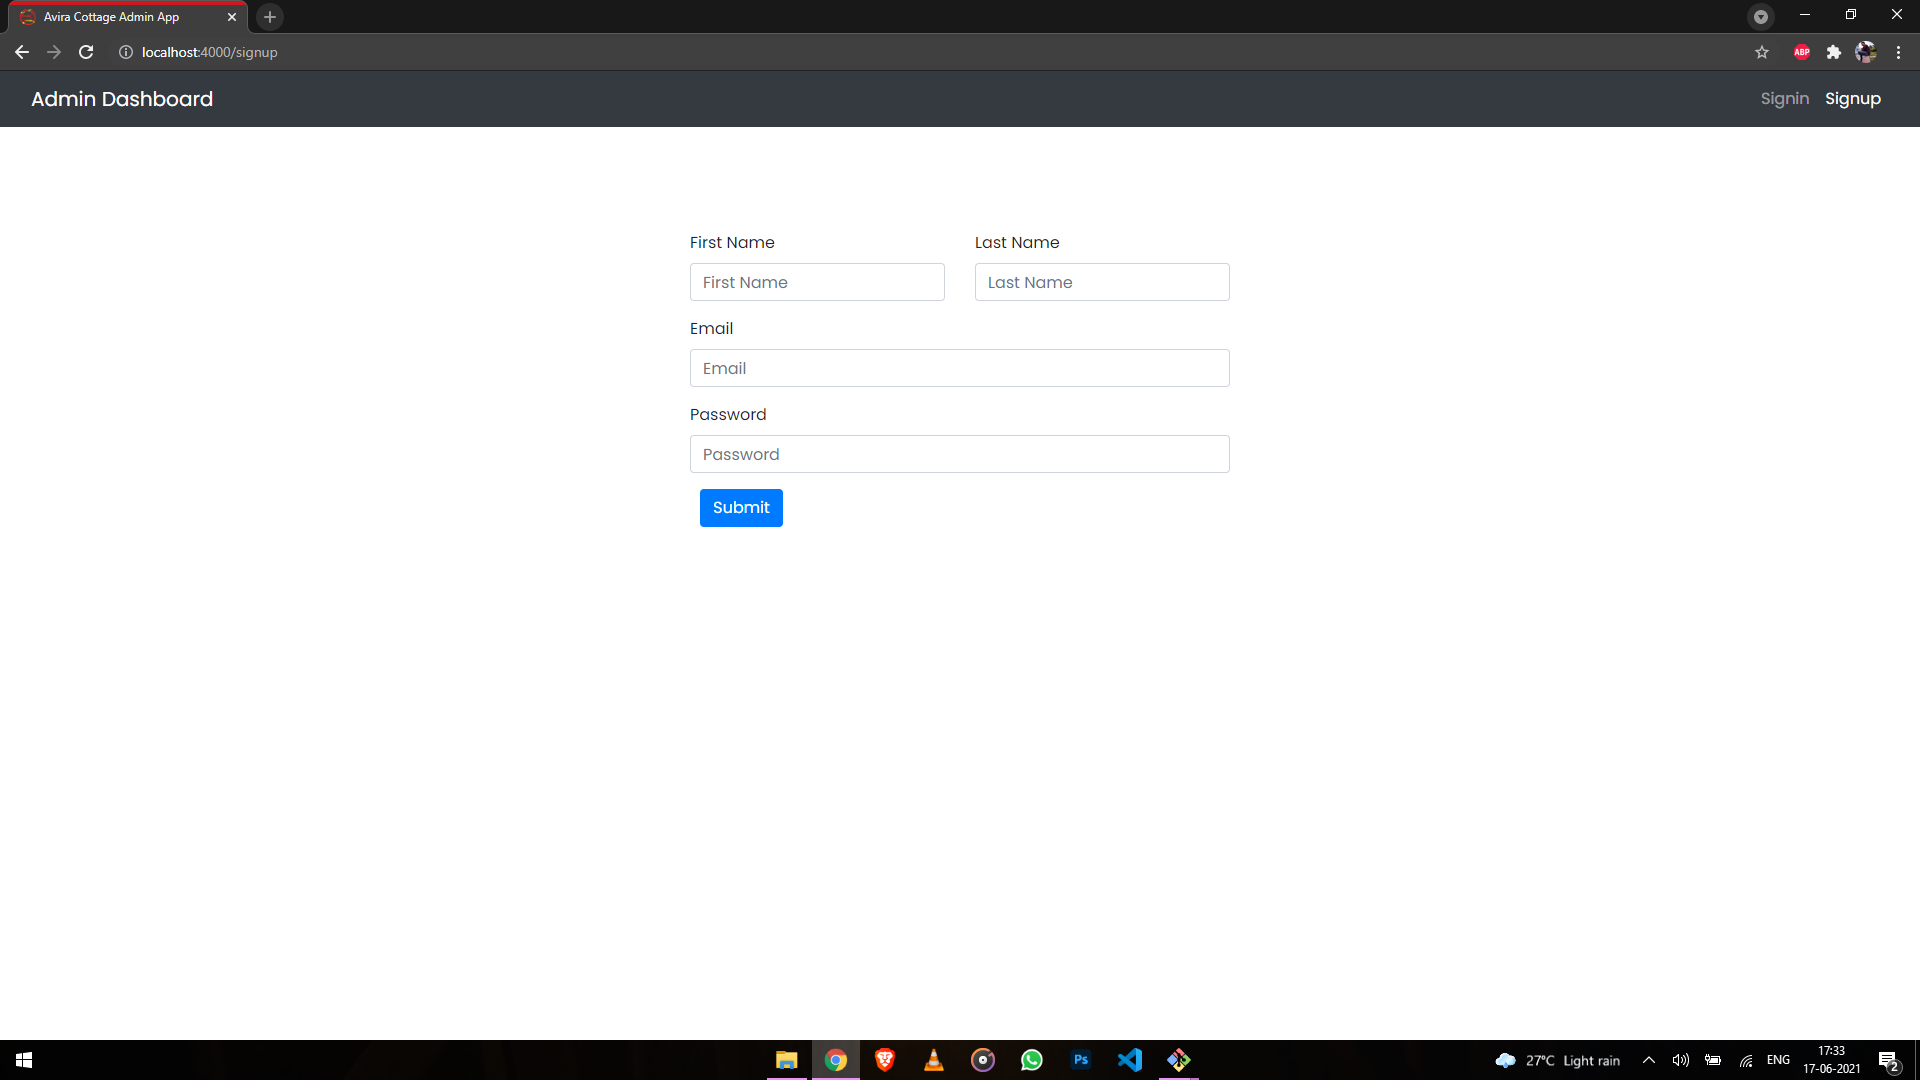 Avira Cottage Admin App
localhost:4000/signup
ABP
Admin Dashboard
Signin Signup
First Name Last Name
First Name Last Name
Email
Email
Password
Password
Submit
Ps
27°C Light rain
ENG
17:33
17-06-2021
2